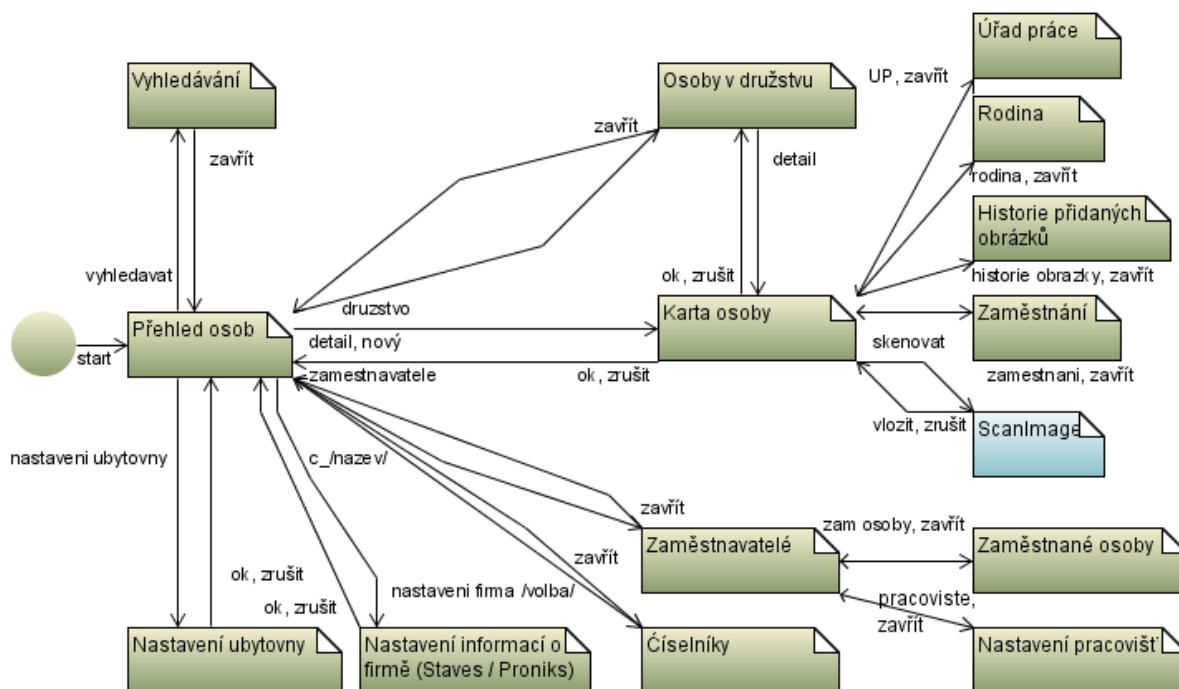 Úřad práce
Vyhledávání
Osoby v družstvu
UP, zavřít
Rodina
zavřít
zavřít
detail
rodina, zavřít
Historie přidaných
obrázků
vyhledavat
ok, zrušit
historie obrazky, zavřít
druzstvo
Přehled osob
Karta osoby
Zaměstnání
start
detail, nový
skenovat
zamestnavatele
ok, zrušit
zamestnani, zavřít
vlozit, zrušit
ScanImage
nastaveni ubytovny
c_/nazev/
zavřít
zam osoby, zavřít
Zaměstnavatelé
Zaměstnané osoby
zavřít
ok, zrušit
nastaveni firma /volba/
pracoviste,
zavřít
ok, zrušit
Nastavení ubytovny
Nastavení informací o
firmě (Staves / Proniks)
Číselníky
Nastavení pracovišť